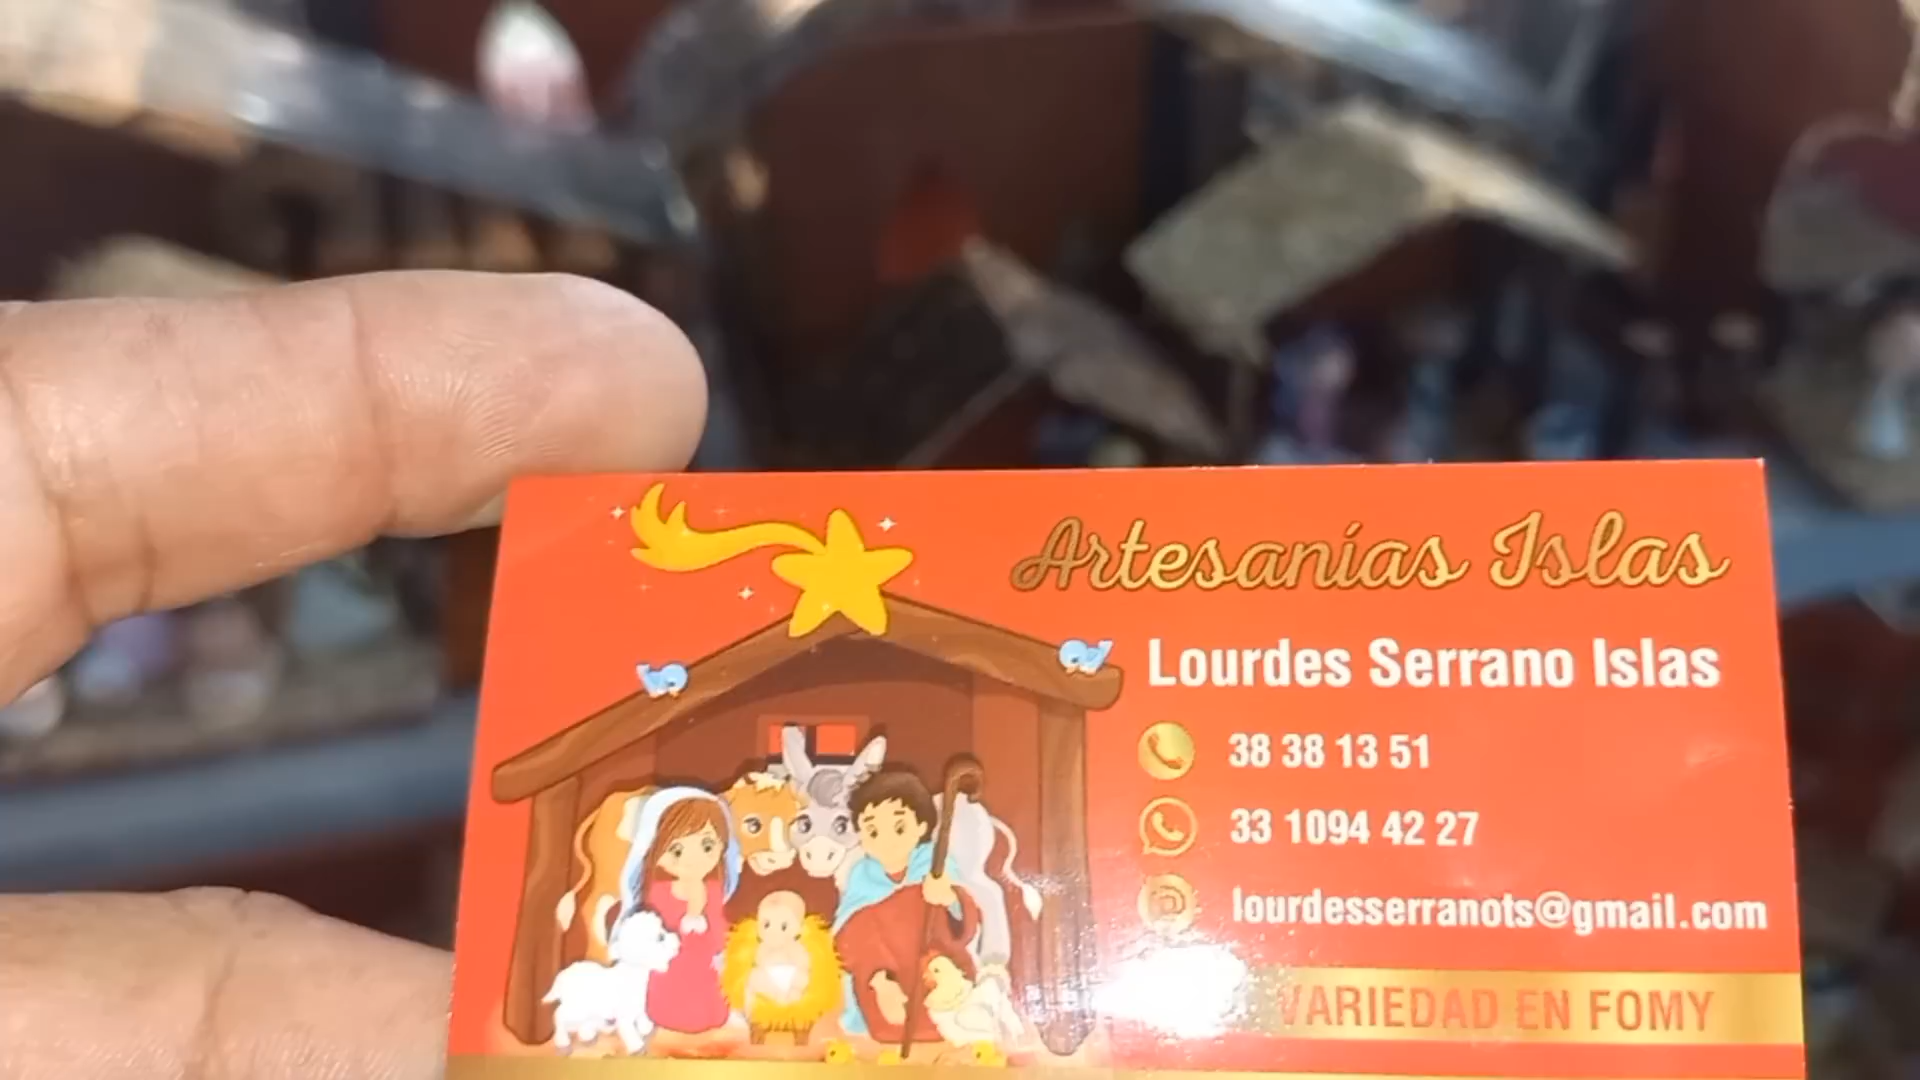 Artesanías Islas
Lourdes Serrano Islas
38 38 13 51
33 1094 42 27
lourdesserranots@gmail.com
VARIEDAD EN FOMY